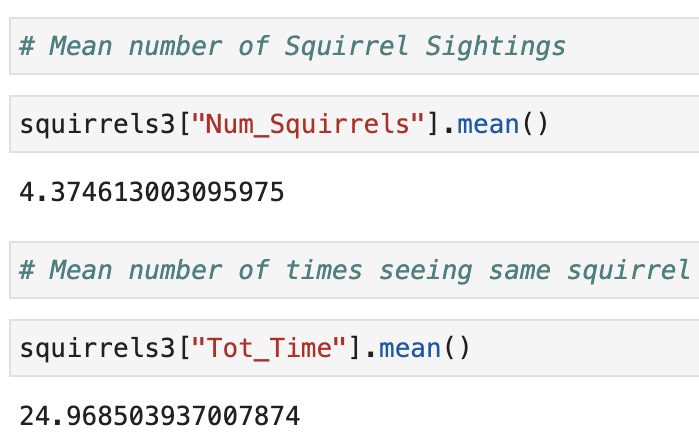 # Mean number of Squirrel Sightings
squirrels3["Num_Squirrels"].mean()
4.374613003095975
# Mean number of times seeing same squirrel
squirrels3["Tot_Time"].mean()
24.968503937007874